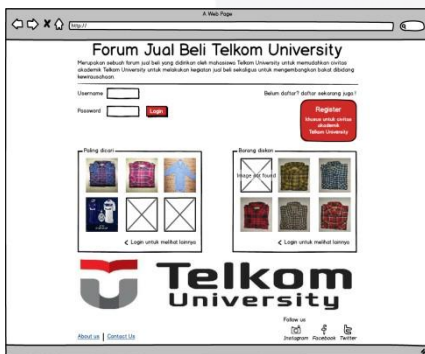 A Web Page
http://
Forum Jual Beli Telkom University
Merupakan sebuah forum jual beli yang didirikan oleh mahasiswa Telkom University untuk memudahkan civitas
akademik Telkom University untuk melakukan kegiatan jual beli sekaligus untuk mengembangkan bakat dibidang
kewirausahaan
Username
Belum daftar? daftar sekarang juga!
Password
Login
Register
khusus untuk civitas
akademik
Telkom University
Paling dicari
Barang diskon
Image not found
< Login untuk melihat lainnya
< Login untuk melihat lainnya
Telkom
University
Follow us
About us | Contact Us
Instagram Facebook Twitter